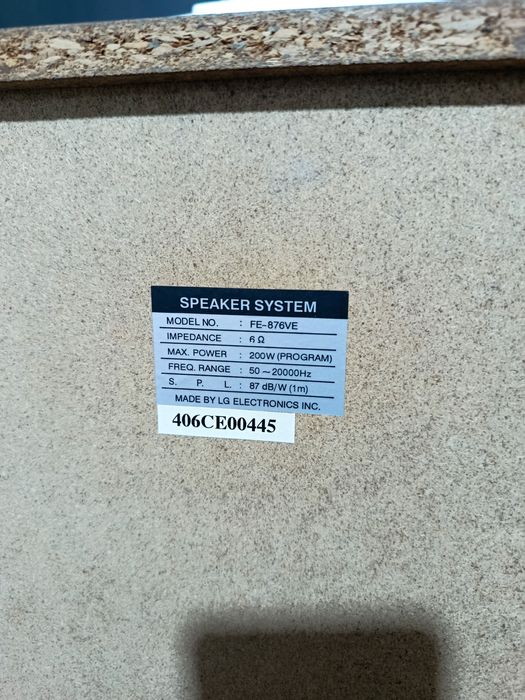 SPEAKER SYSTEM
MODEL NO. : FE-876VE
IMPEDANCE : 6 Ω
MAX. POWER : 200W (PROGRAM)
FREQ. RANGE : 50 ~ 20000Hz
S. P. L. : 87 dB/W (1m)
MADE BY LG ELECTRONICS INC.
406CE00445